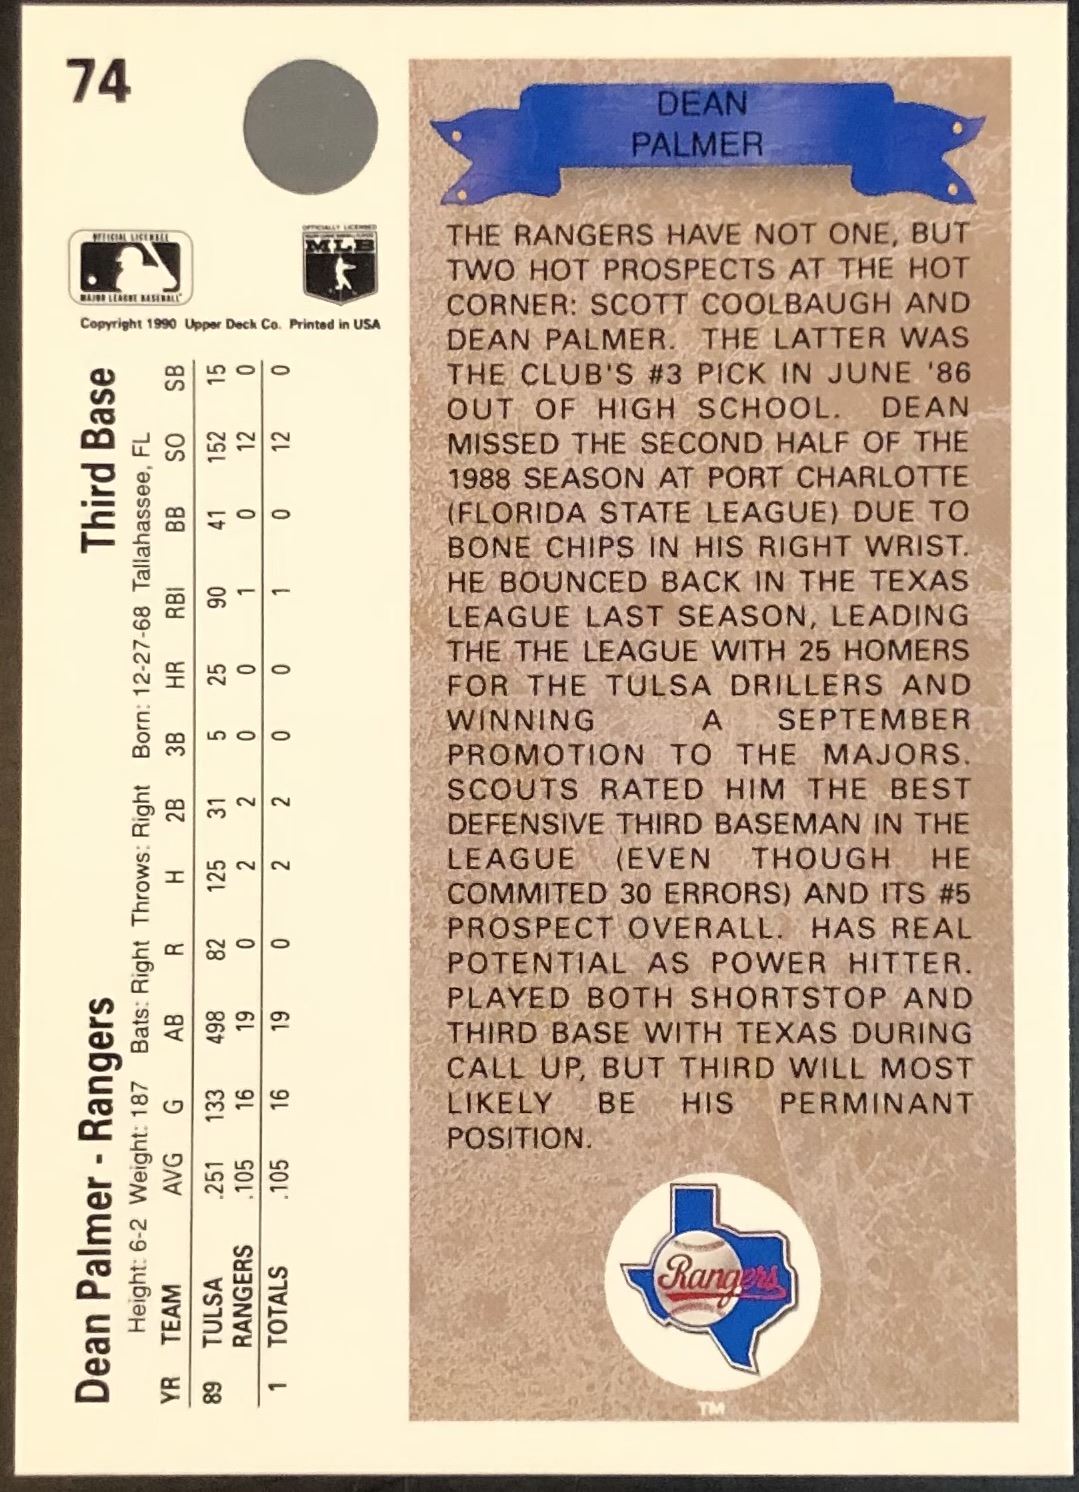 74
OFFICIAL LICENSEE
MAJOR LEAGUE BASEBALL
OFFICIALLY LICENSED
MLB
Copyright 1990 Upper Deck Co. Printed in USA
Dean Palmer - Rangers Third Base
Height: 6-2 Weight: 187 Bats: Right Throws: Right Born: 12-27-68 Tallahassee, FL
YR TEAM AVG G AB R H 2B 3B HR RBI BB SO SB
89 TULSA .251 133 498 82 125 31 5 25 90 41 152 15
RANGERS .105 16 19 0 2 2 0 0 1 0 12 0
1 TOTALS .105 16 19 0 2 2 0 0 1 0 12 0
DEAN
PALMER
THE RANGERS HAVE NOT ONE, BUT
TWO HOT PROSPECTS AT THE HOT
CORNER: SCOTT COOLBAUGH AND
DEAN PALMER. THE LATTER WAS
THE CLUB'S #3 PICK IN JUNE '86
OUT OF HIGH SCHOOL. DEAN
MISSED THE SECOND HALF OF THE
1988 SEASON AT PORT CHARLOTTE
(FLORIDA STATE LEAGUE) DUE TO
BONE CHIPS IN HIS RIGHT WRIST.
HE BOUNCED BACK IN THE TEXAS
LEAGUE LAST SEASON, LEADING
THE THE LEAGUE WITH 25 HOMERS
FOR THE TULSA DRILLERS AND
WINNING A SEPTEMBER
PROMOTION TO THE MAJORS.
SCOUTS RATED HIM THE BEST
DEFENSIVE THIRD BASEMAN IN THE
LEAGUE (EVEN THOUGH HE
COMMITED 30 ERRORS) AND ITS #5
PROSPECT OVERALL. HAS REAL
POTENTIAL AS POWER HITTER.
PLAYED BOTH SHORTSTOP AND
THIRD BASE WITH TEXAS DURING
CALL UP, BUT THIRD WILL MOST
LIKELY BE HIS PERMINANT
POSITION.
Rangers
TM